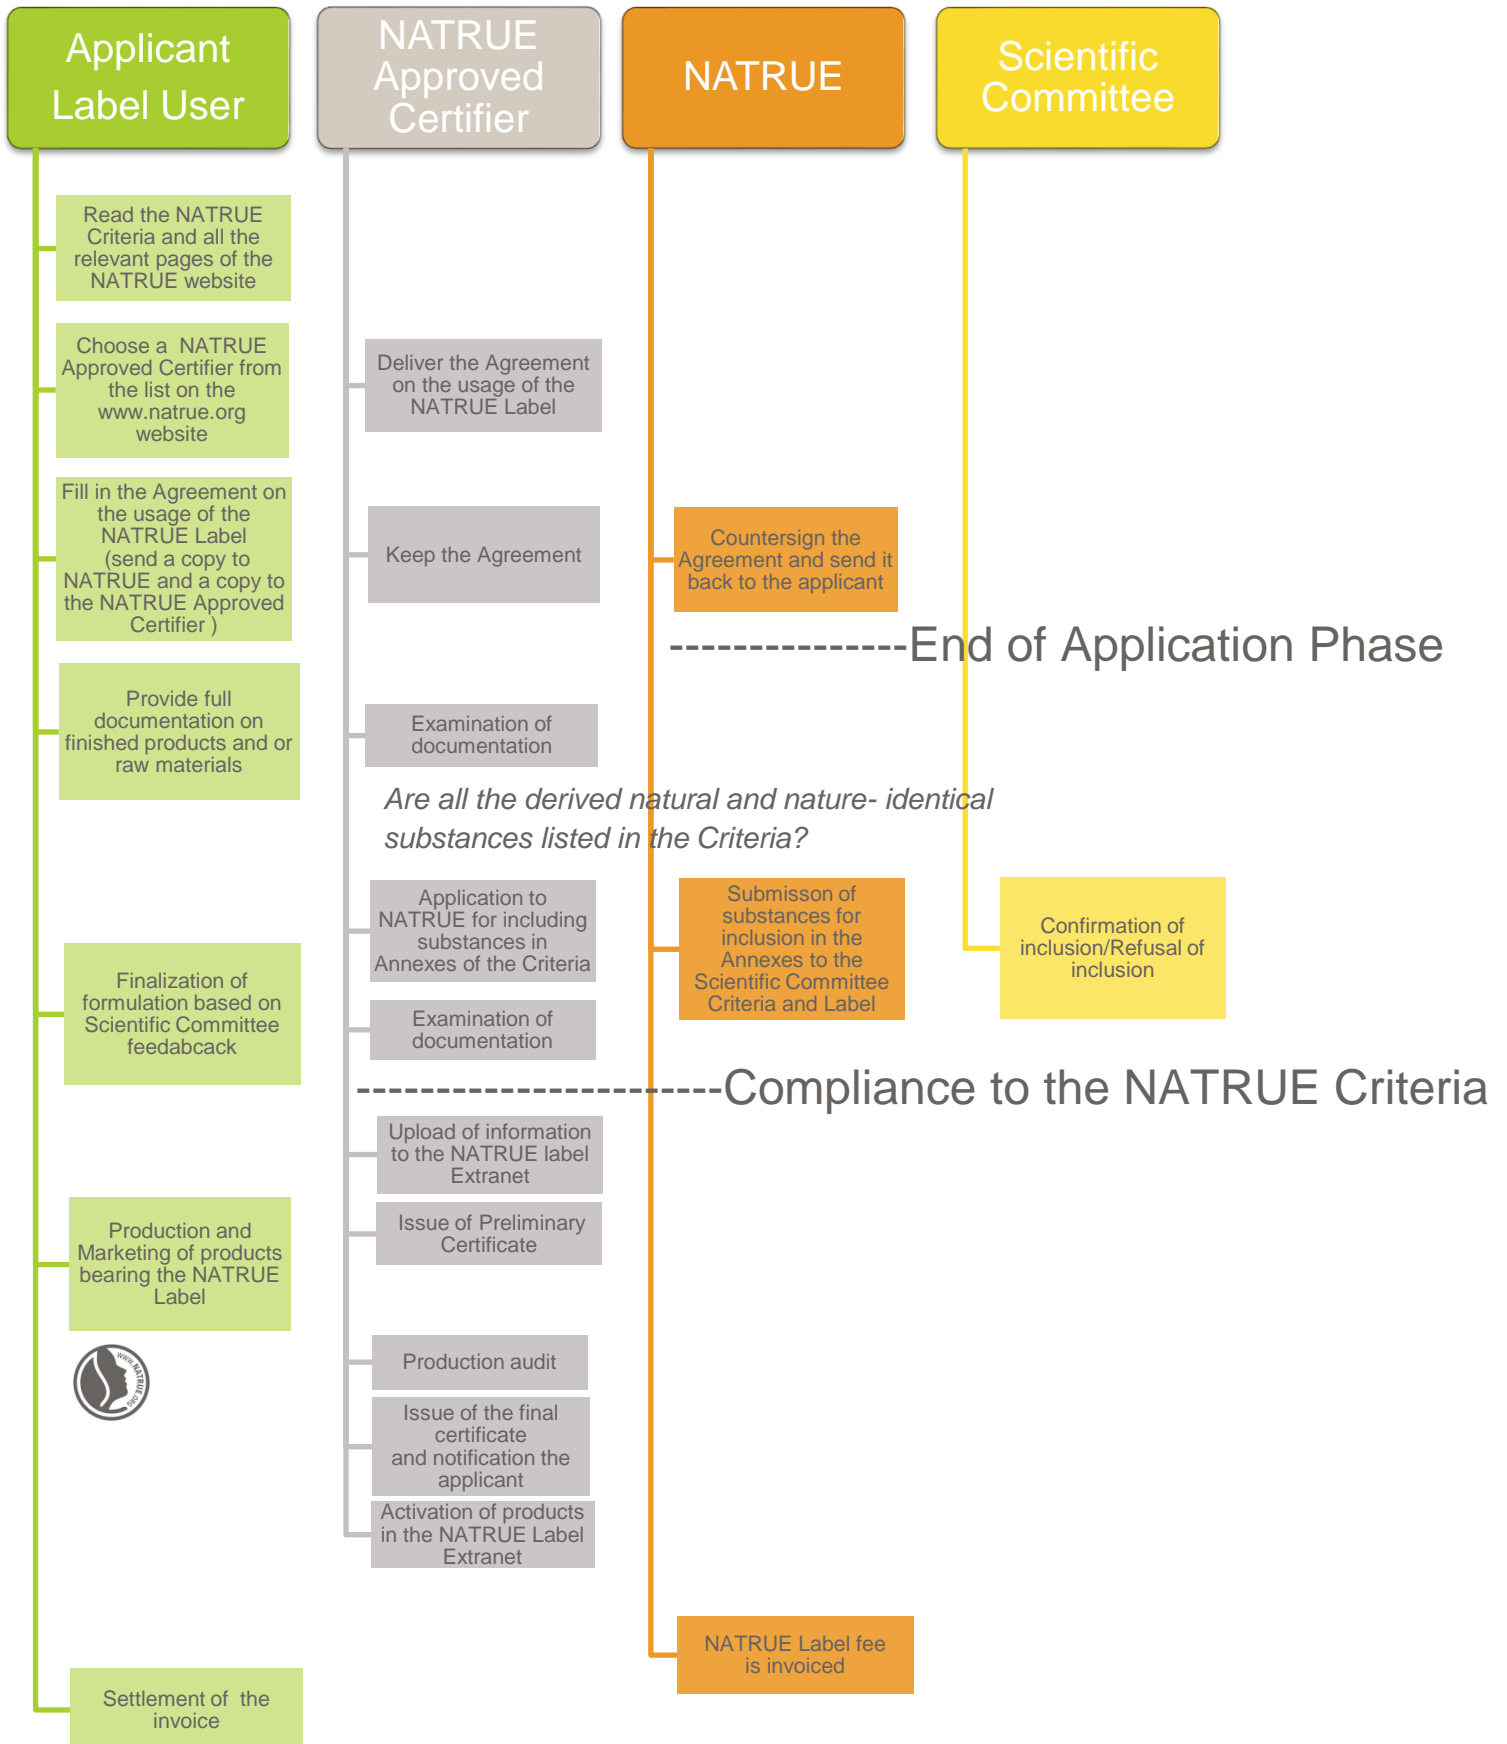 Applicant
Label User
NATRUE
Approved
Certifier
NATRUE
Scientific
Committee
Read the NATRUE
Criteria and all the
relevant pages of the
NATRUE website
Choose a  NATRUE
Approved Certifier from
the list on the
www.natrue.org
website
Deliver the Agreement
on the usage of the
NATRUE Label
Fill in the Agreement on
the usage of the
NATRUE Label
(send a copy to
NATRUE and a copy to
the NATRUE Approved
Certifier )
Keep the Agreement
Countersign the
Agreement and send it
back to the applicant
---------------End of Application Phase
Provide full
documentation on
finished products and or
raw materials
Examination of
documentation
Are all the derived natural and nature- identical
substances listed in the Criteria?
Application to
NATRUE for including
substances in
Annexes of the Criteria
Submisson of
substances for
inclusion in the
Annexes to the
Scientific Committee
Criteria and Label
Confirmation of
inclusion/Refusal of
inclusion
Finalization of
formulation based on
Scientific Committee
feedabcack
Examination of
documentation
-----------------------Compliance to the NATRUE Criteria
Upload of information
to the NATRUE label
Extranet
Issue of Preliminary
Certificate
Production and
Marketing of products
bearing the NATRUE
Label
WWW.NATRUE.ORG
Production audit
Issue of the final
certificate
and notification the
applicant
Activation of products
in the NATRUE Label
Extranet
NATRUE Label fee
is invoiced
Settlement of  the
invoice